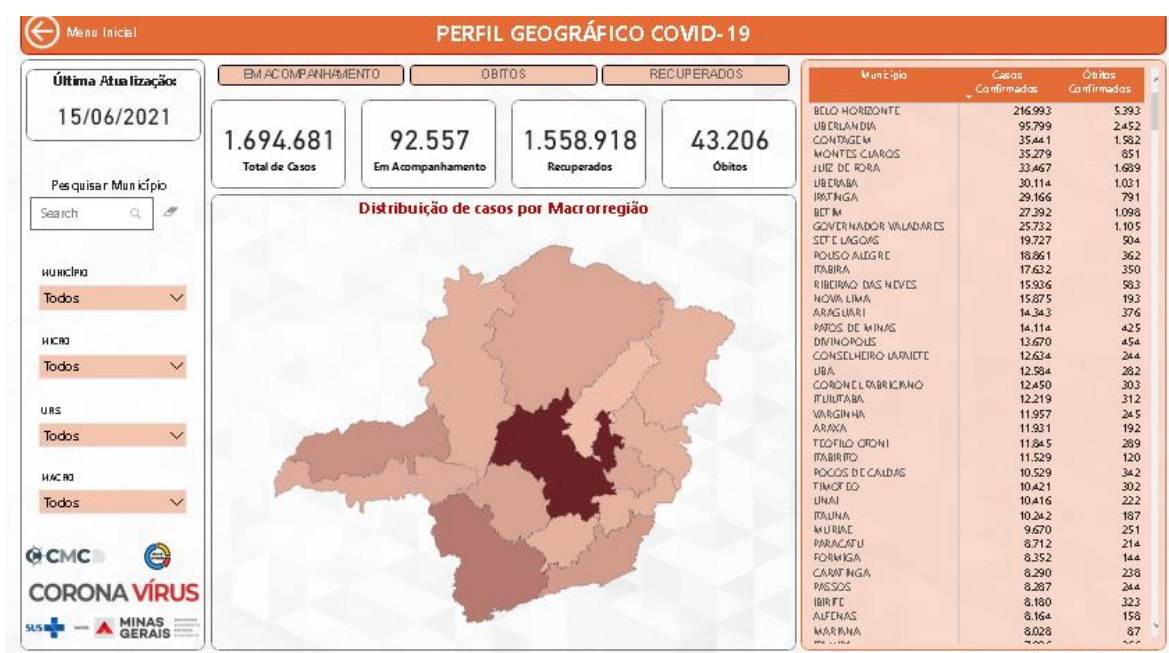 Menu Inicial
PERFIL GEOGRÁFICO COVID-19
Última Atualização:
15/06/2021
Pesquisar Município
Search
MUNICÍPIO
Todos
MICRO
Todos
URS
Todos
MACRO
Todos
CMC
CORONA VÍRUS
SUS MINAS GERAIS
EM ACOMPANHAMENTO ÓBITOS RECUPERADOS
1.694.681 92.557 1.558.918 43.206
Total de Casos Em Acompanhamento Recuperados Óbitos
Distribuição de casos por Macrorregião
Município Casos Confirmados Óbitos Confirmados
BELO HORIZONTE 216.993 5.393
UBERLANDIA 95.799 2.452
CONTAGEM 35.441 1.582
MONTES CLAROS 35.279 851
JUIZ DE FORA 33.467 1.689
UBERABA 30.114 1.031
IPATINGA 29.166 791
BETIM 27.392 1.098
GOVERNADOR VALADARES 25.732 1.105
SETE LAGOAS 19.727 504
POUSO ALEGRE 18.861 362
ITABIRA 17.632 350
RIBEIRAO DAS NEVES 15.936 583
NOVA LIMA 15.875 193
ARAGUARI 14.343 376
PATOS DE MINAS 14.114 425
DIVINOPOLIS 13.670 454
CONSELHEIRO LAFAIETE 12.634 244
UBA 12.584 282
CORONEL FABRICIANO 12.450 303
ITUIUTABA 12.219 312
VARGINHA 11.957 245
ARAXA 11.931 192
TEOFILO OTONI 11.845 289
ITABIRITO 11.529 120
POCOS DE CALDAS 10.529 342
TIMOTEO 10.421 302
UNAI 10.416 222
ITAUNA 10.242 187
MURIAE 9.670 251
PARACATU 8.712 214
FORMIGA 8.352 144
CARATINGA 8.290 238
PASSOS 8.287 244
IBIRITE 8.180 323
ALFENAS 8.164 158
MARIANA 8.028 87